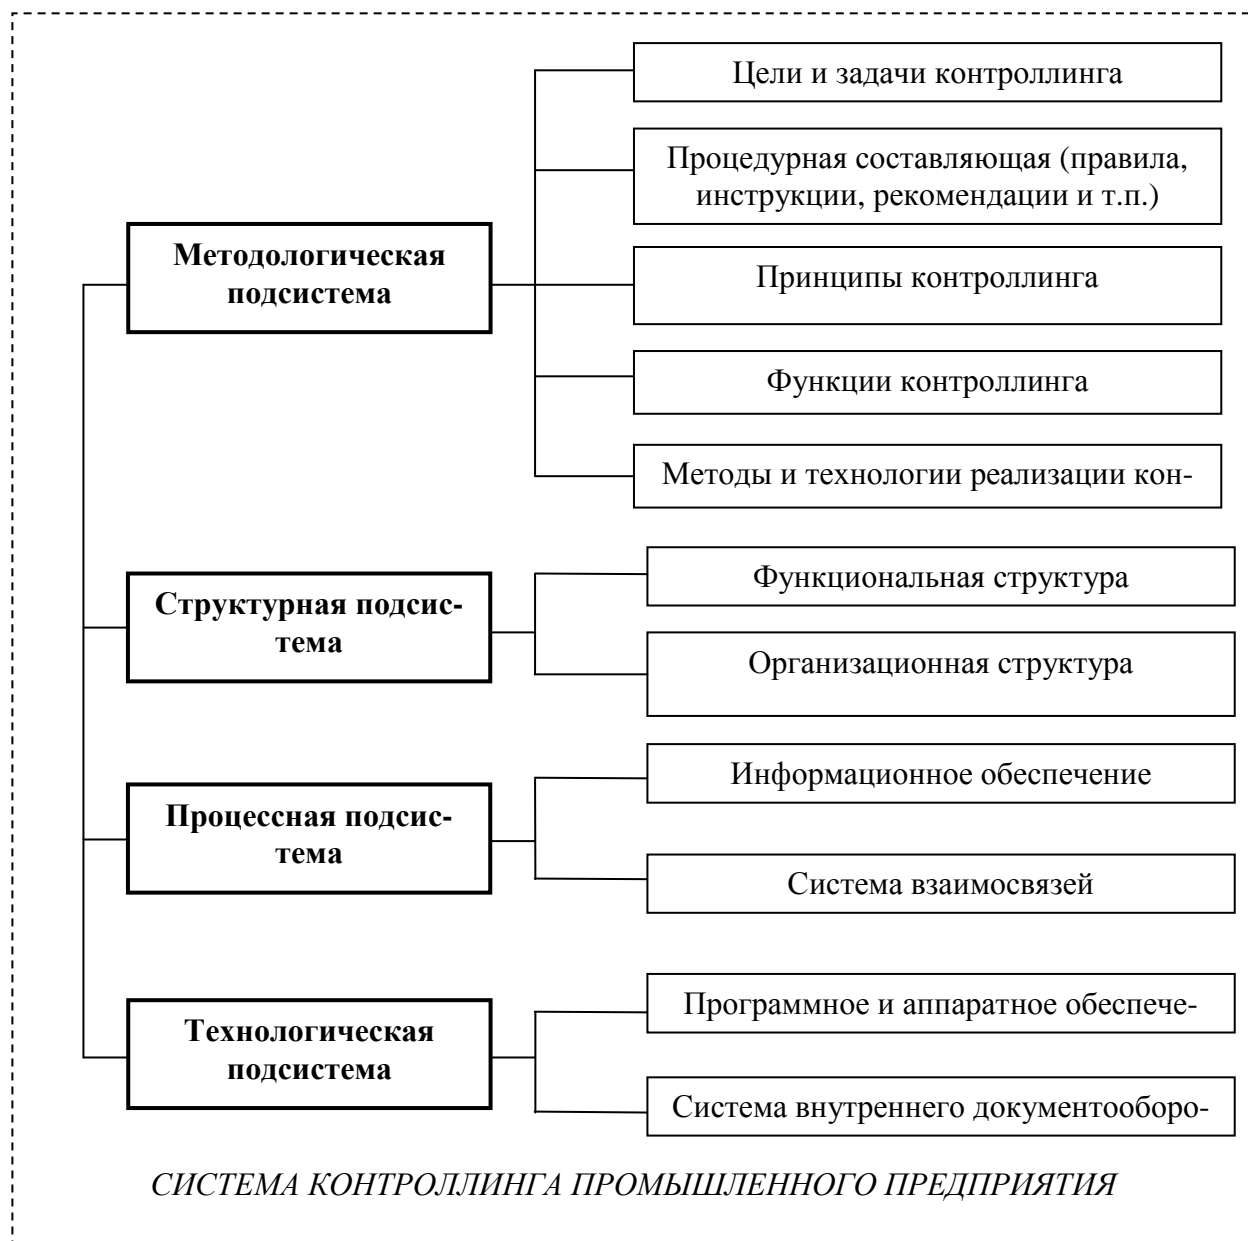 Цели и задачи контроллинга
Процедурная составляющая (правила,
инструкции, рекомендации и т.п.)
Методологическая
подсистема
Принципы контроллинга
Функции контроллинга
Методы и технологии реализации кон-
Структурная подсис-
тема
Функциональная структура
Организационная структура
Процессная подсис-
тема
Информационное обеспечение
Система взаимосвязей
Технологическая
подсистема
Программное и аппаратное обеспече-
Система внутреннего документооборо-
СИСТЕМА КОНТРОЛЛИНГА ПРОМЫШЛЕННОГО ПРЕДПРИЯТИЯ